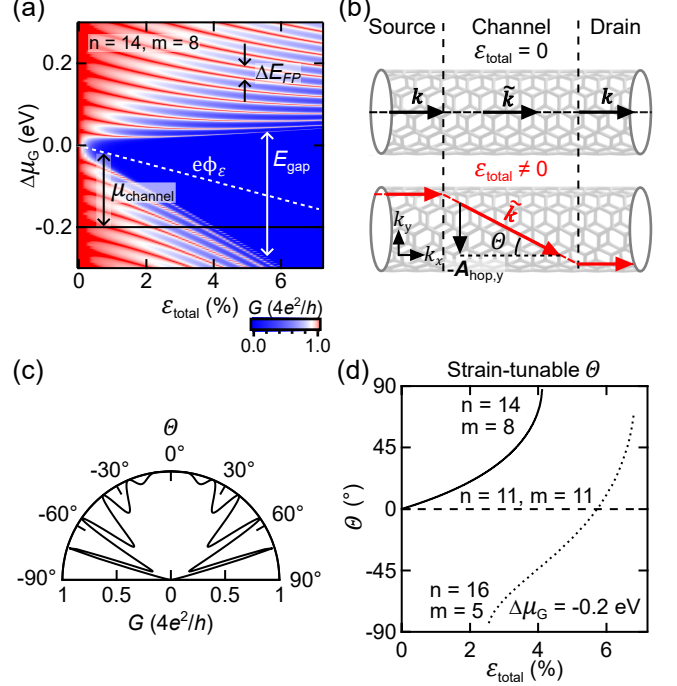 (a)
n = 14, m = 8
ΔE_FP
eϕ_ε
E_gap
μ_channel
Δμ_G (eV)
0.2
0.0
-0.2
0 2 4 6
ε_total (%)
G (4e²/h)
0.0 1.0
(b)
Source Channel Drain
ε_total = 0
k k̃ k
ε_total ≠ 0
k̃
k_y
k_x
Θ
-A_hop,y
(c)
Θ
0°
-30° 30°
-60° 60°
-90° 90°
1 0.5 0 0.5 1
G (4e²/h)
(d)
Strain-tunable Θ
90
45
0
-45
-90
Θ (°)
n = 14
m = 8
n = 11, m = 11
n = 16
m = 5
Δμ_G = -0.2 eV
0 2 4 6
ε_total (%)